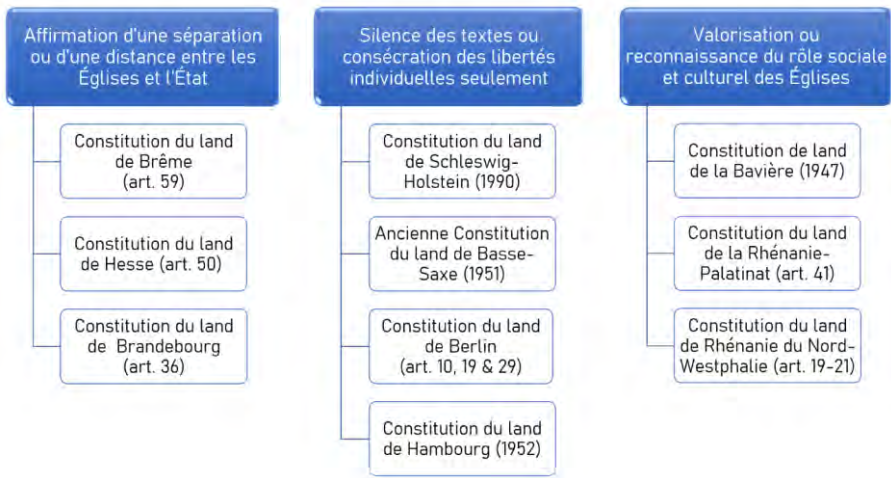 Affirmation d'une séparation
ou d'une distance entre les
Églises et l'État
Constitution du land
de Brême
(art. 59)
Constitution du land
de Hesse (art. 50)
Constitution du land
de Brandebourg
(art. 36)
Silence des textes ou
consécration des libertés
individuelles seulement
Constitution du land
de Schleswig-
Holstein (1990)
Ancienne Constitution
du land de Basse-
Saxe (1951)
Constitution du land
de Berlin
(art. 10, 19 & 29)
Constitution du land
de Hambourg (1952)
Valorisation ou
reconnaissance du rôle sociale
et culturel des Églises
Constitution de land
de la Bavière (1947)
Constitution du land
de la Rhénanie-
Palatinat (art. 41)
Constitution du land
de Rhénanie du Nord-
Westphalie (art. 19-21)